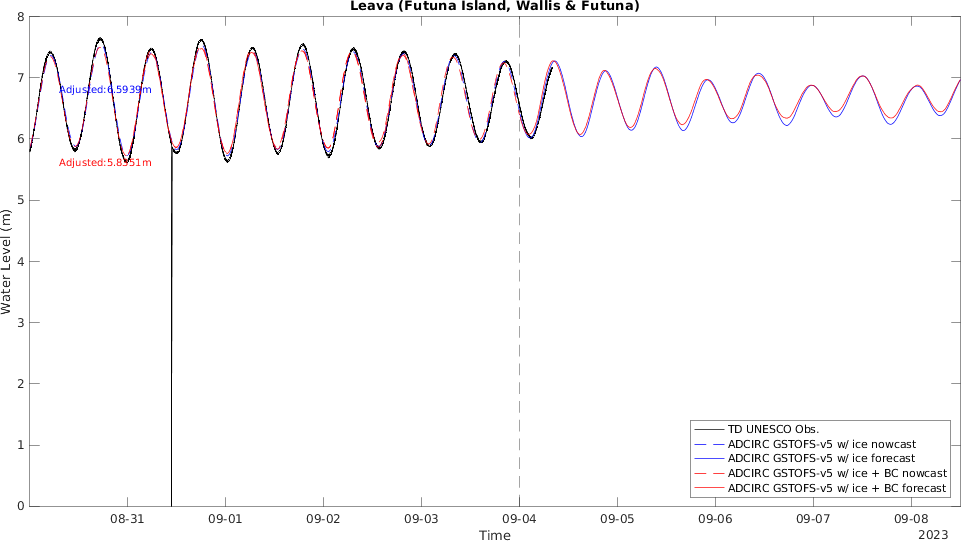 Leava (Futuna Island, Wallis & Futuna)
8
7
6
5
4
3
2
1
0
Water Level (m)
Adjusted:6.5939m
Adjusted:5.8351m
TD UNESCO Obs.
ADCIRC GSTOFS-v5 w/ ice nowcast
ADCIRC GSTOFS-v5 w/ ice forecast
ADCIRC GSTOFS-v5 w/ ice + BC nowcast
ADCIRC GSTOFS-v5 w/ ice + BC forecast
08-31 09-01 09-02 09-03 09-04 09-05 09-06 09-07 09-08
Time
2023